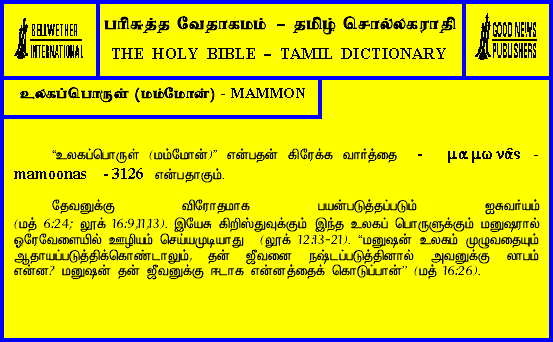 BELLWETHER
INTERNATIONAL
பரிசுத்த வேதாகமம் – தமிழ் சொல்லகராதி
THE HOLY BIBLE – TAMIL DICTIONARY
GOOD NEWS
PUBLISHERS
உலகப்பொருள் (மம்மோன்) - MAMMON
“உலகப்பொருள் (மம்மோன்)” என்பதன் கிரேக்க வார்த்தை - μαμωνᾶς -
mamoonas - 3126 என்பதாகும்.
தேவனுக்கு விரோதமாக பயன்படுத்தப்படும் ஐசுவர்யம்
(மத் 6:24; லூக் 16:9,11,13). இயேசு கிறிஸ்துவுக்கும் இந்த உலகப் பொருளுக்கும் மனுஷரால்
ஒரேவேளையில் ஊழியம் செய்யமுடியாது (லூக் 12:13-21). “மனுஷன் உலகம் முழுவதையும்
ஆதாயப்படுத்திக்கொண்டாலும், தன் ஜீவனை நஷ்டப்படுத்தினால் அவனுக்கு லாபம்
என்ன? மனுஷன் தன் ஜீவனுக்கு ஈடாக என்னத்தைக் கொடுப்பான்” (மத் 16:26).